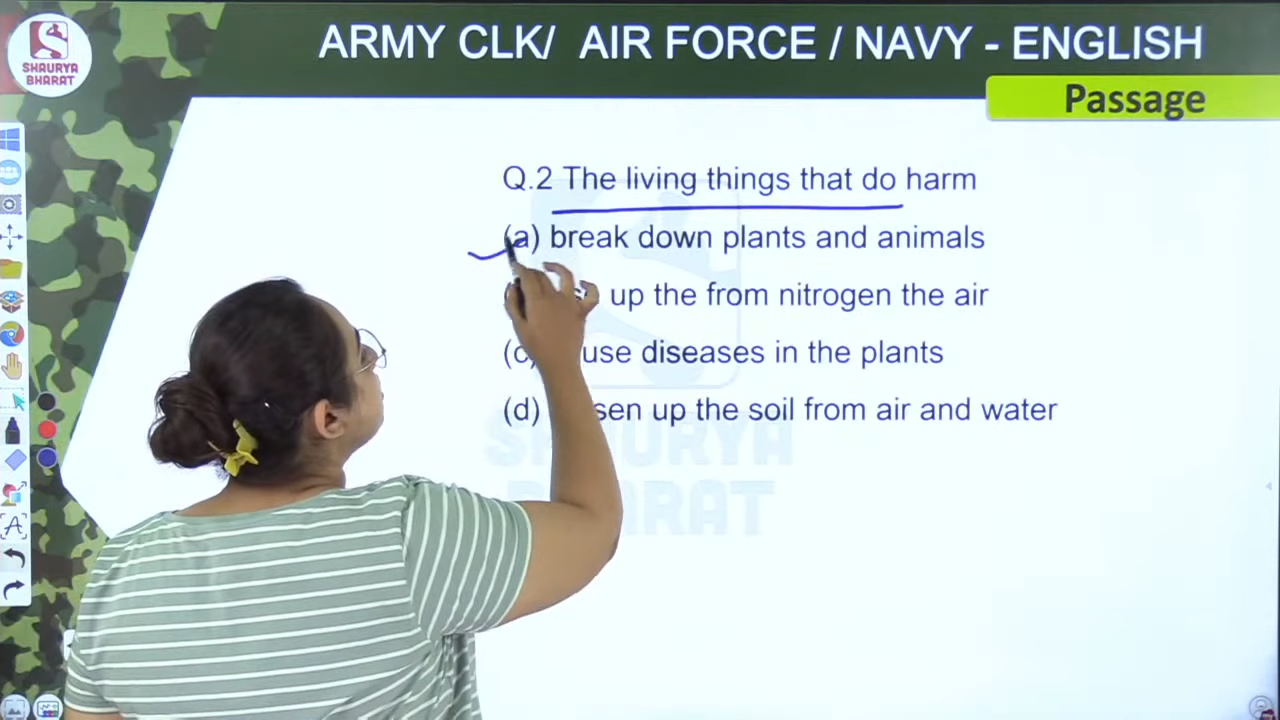 SHAURYA
BHARAT
ARMY CLK/ AIR FORCE / NAVY - ENGLISH
Passage
Q.2 The living things that do harm
(a) break down plants and animals
up the from nitrogen the air
(c) use diseases in the plants
(d) sen up the soil from air and water
SHAURYA
BHARAT